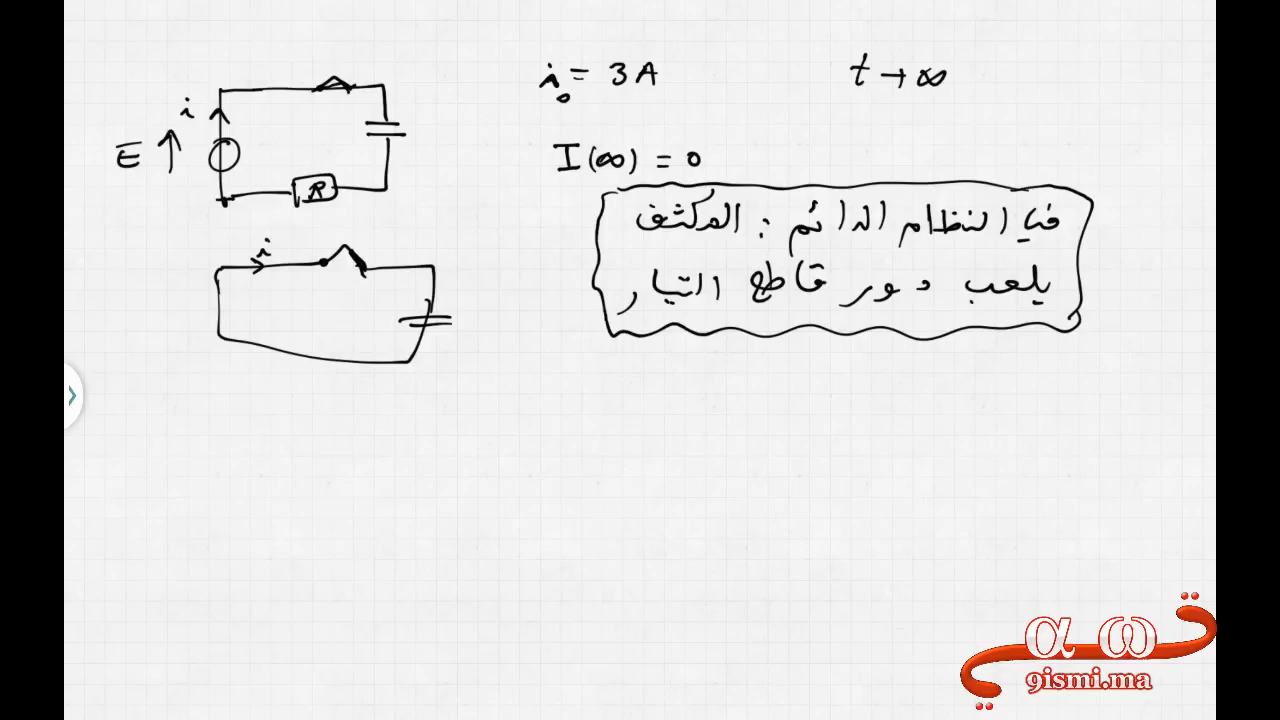 i₀ = 3A
t → ∞
i
E
R
I(∞) = 0
في النظام الدائم : المكثف
يلعب دور قاطع التيار
i
α ω
9ismi.ma